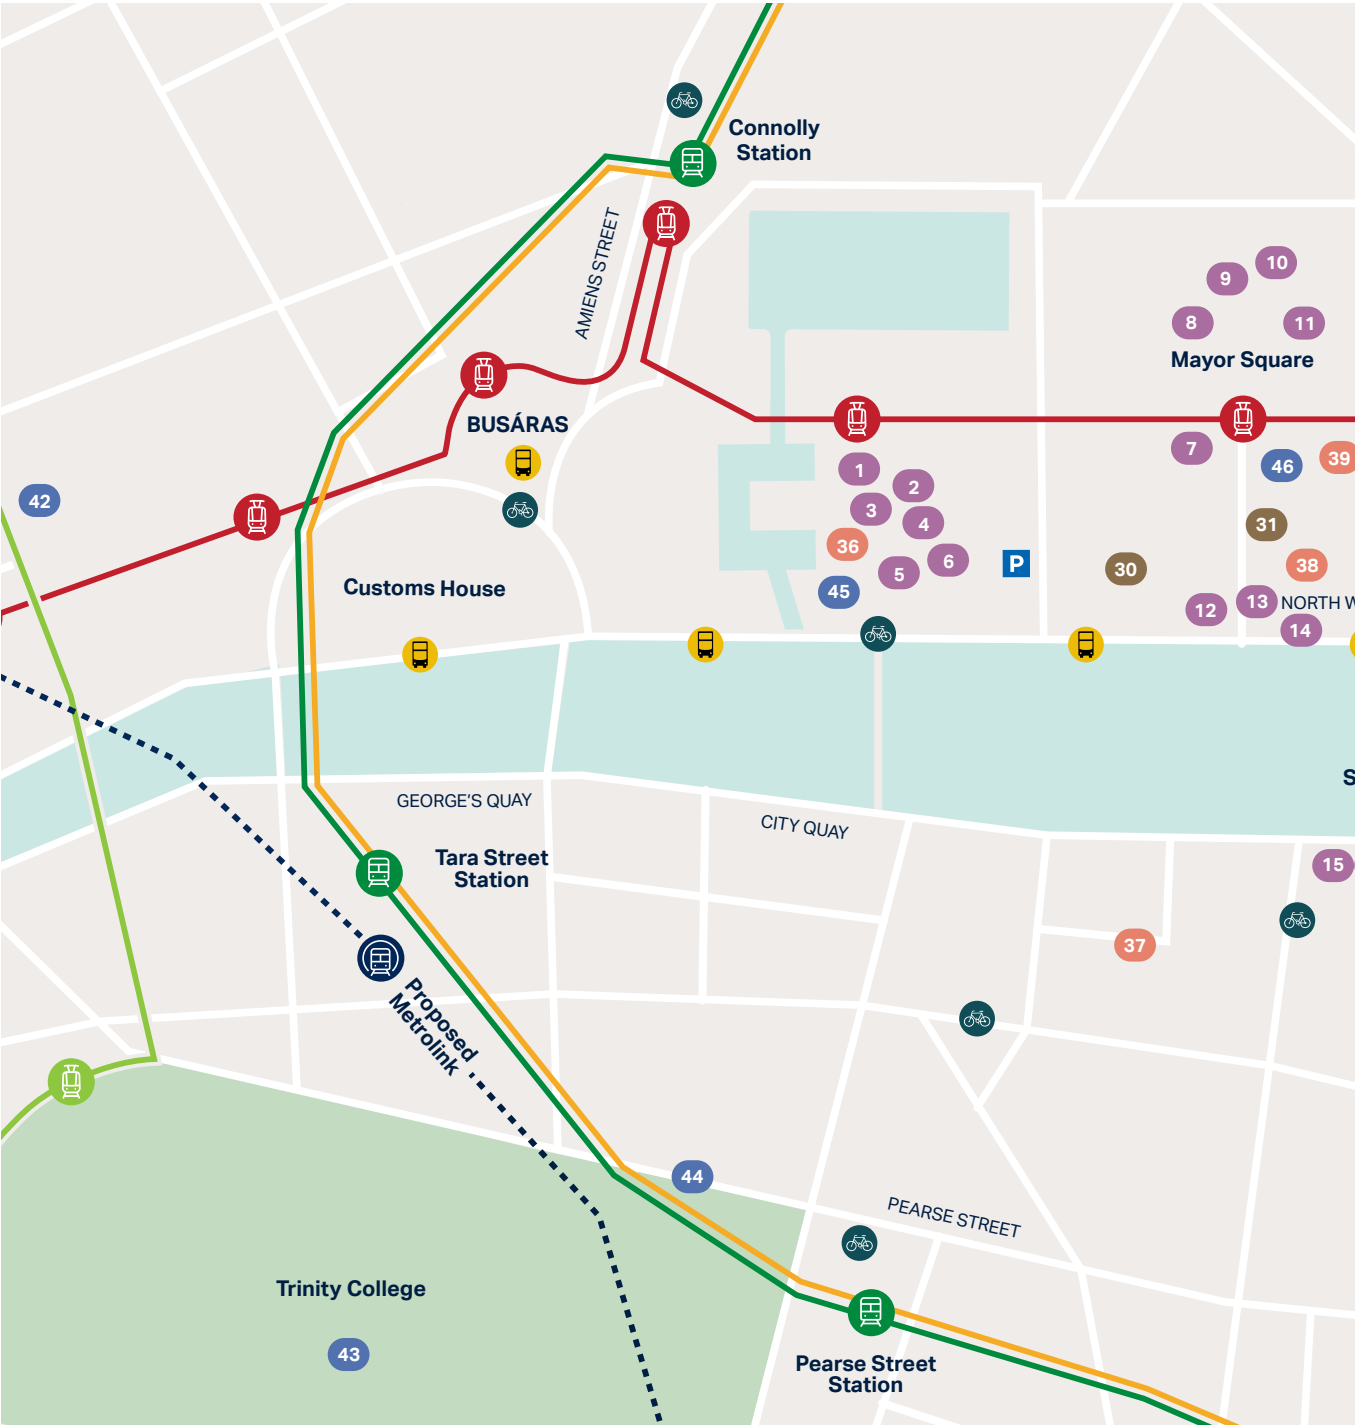 Connolly
Station
AMIENS STREET
10
9
8
11
Mayor Square
BUSÁRAS
7
46
39
1
2
3
4
42
36
6
5
45
P
30
31
38
12
13
NORTH W
14
Customs House
S
GEORGE'S QUAY
CITY QUAY
Tara Street
Station
15
37
Proposed
Metrolink
44
PEARSE STREET
Trinity College
43
Pearse Street
Station